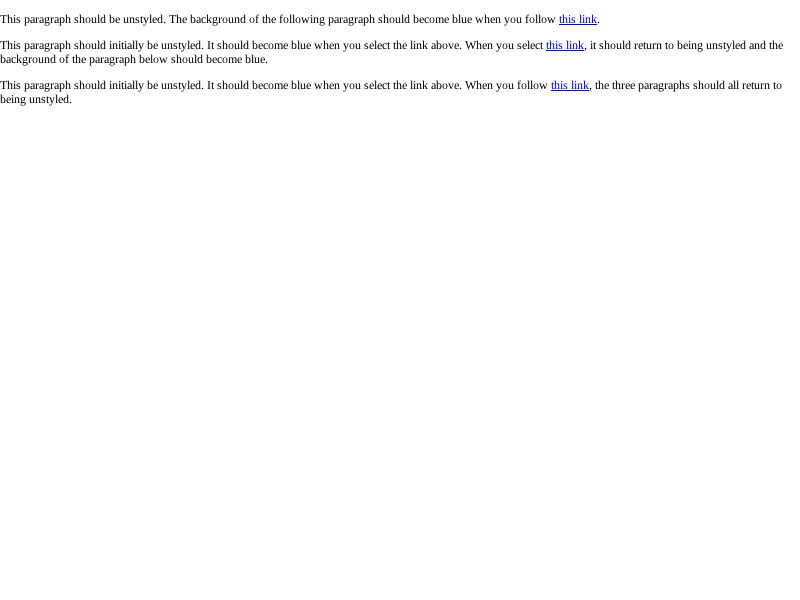 This paragraph should be unstyled. The background of the following paragraph should become blue when you follow this link.
This paragraph should initially be unstyled. It should become blue when you select the link above. When you select this link, it should return to being unstyled and the
background of the paragraph below should become blue.
This paragraph should initially be unstyled. It should become blue when you select the link above. When you follow this link, the three paragraphs should all return to
being unstyled.